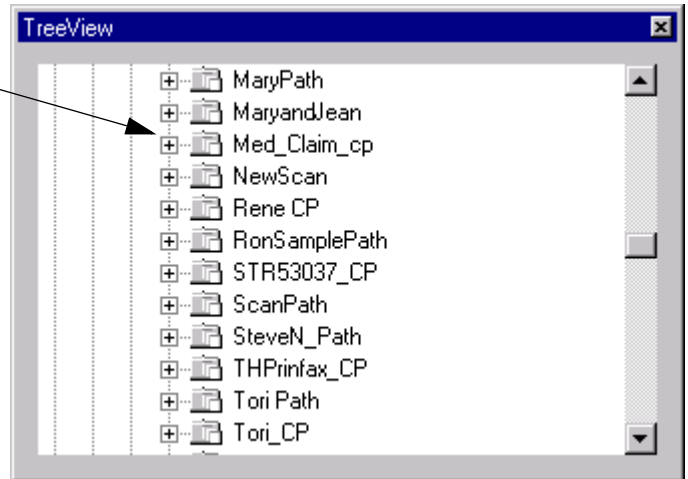 TreeView
MaryPath
MaryandJean
Med_Claim_cp
NewScan
Rene CP
RonSamplePath
STR53037_CP
ScanPath
SteveN_Path
THPrinfax_CP
Tori Path
Tori_CP